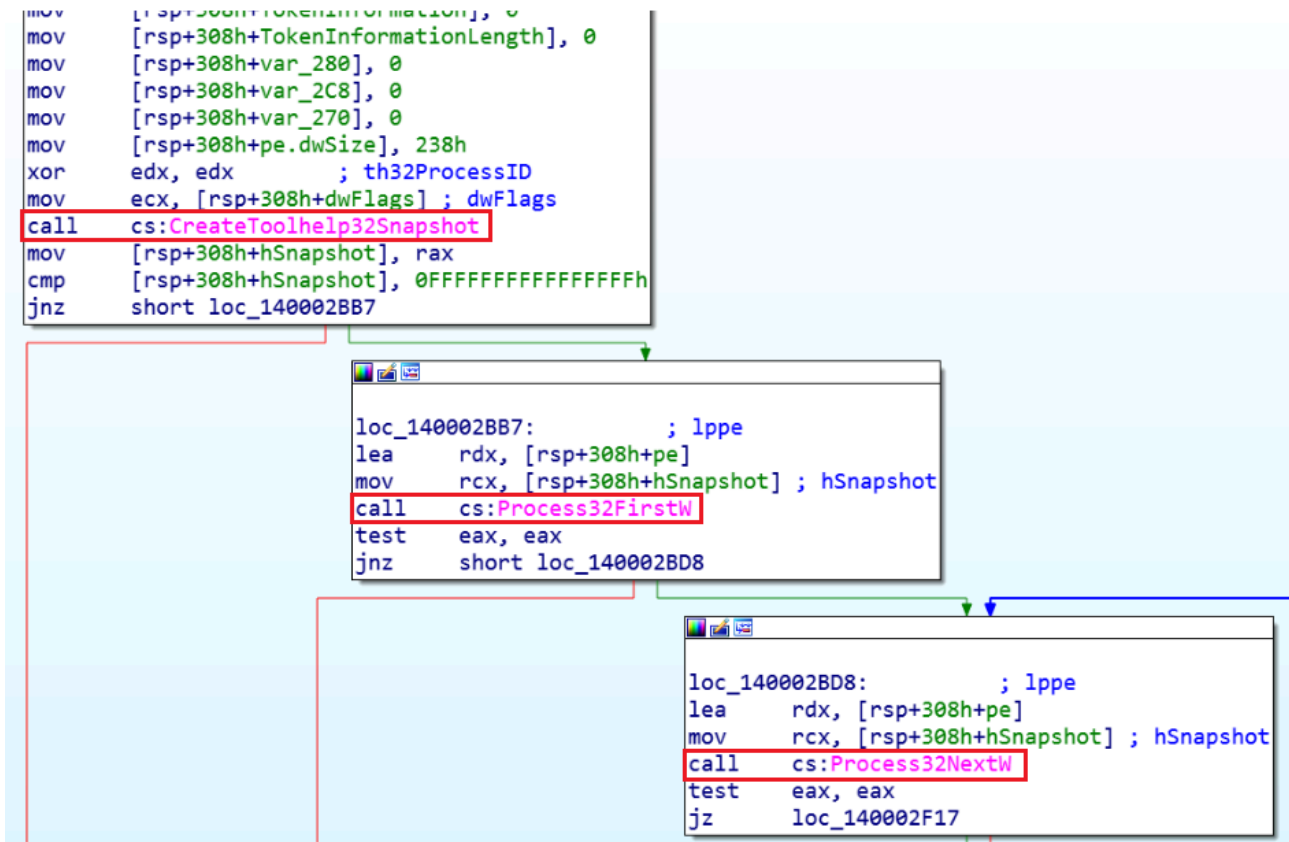 mov [rsp+308h+TokenInformation], 0
mov [rsp+308h+TokenInformationLength], 0
mov [rsp+308h+var_280], 0
mov [rsp+308h+var_2C8], 0
mov [rsp+308h+var_270], 0
mov [rsp+308h+pe.dwSize], 238h
xor edx, edx ; th32ProcessID
mov ecx, [rsp+308h+dwFlags] ; dwFlags
call cs:CreateToolhelp32Snapshot
mov [rsp+308h+hSnapshot], rax
cmp [rsp+308h+hSnapshot], 0FFFFFFFFFFFFFFFFh
jnz short loc_140002BB7
loc_140002BB7: ; lppe
lea rdx, [rsp+308h+pe]
mov rcx, [rsp+308h+hSnapshot] ; hSnapshot
call cs:Process32FirstW
test eax, eax
jnz short loc_140002BD8
loc_140002BD8: ; lppe
lea rdx, [rsp+308h+pe]
mov rcx, [rsp+308h+hSnapshot] ; hSnapshot
call cs:Process32NextW
test eax, eax
jz loc_140002F17